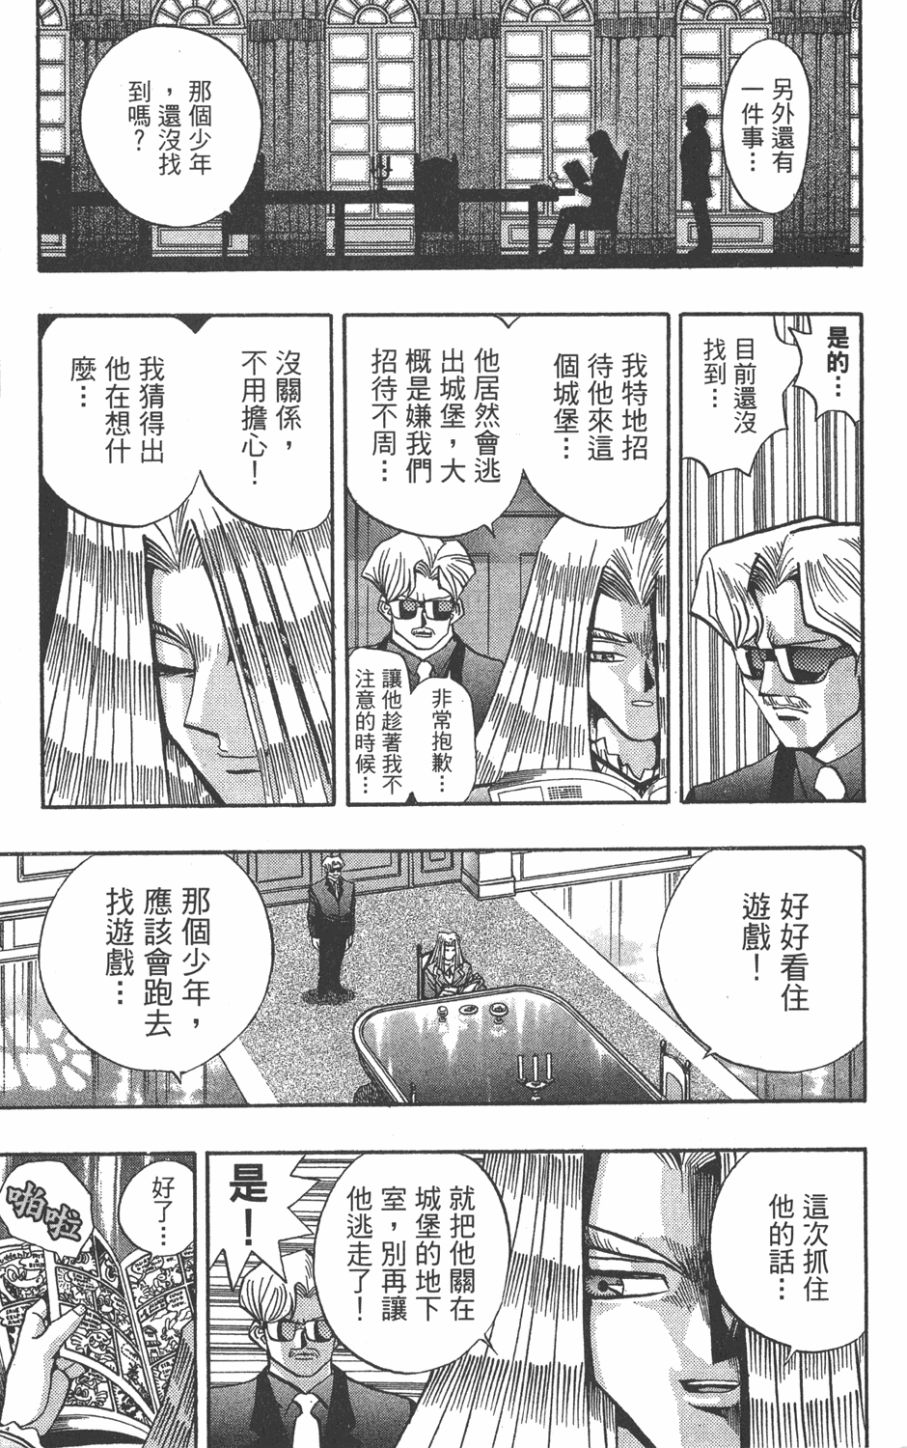 另外還有
一件事…
那個少年
，還沒找
到嗎？
是的…
目前還沒
找到…
我特地招
待他來這
個城堡…
他居然會逃
出城堡，大
概是嫌我們
招待不周…
非常抱歉…
讓他趁著我不
注意的時候…
沒關係，
不用擔心！
我猜得出
他在想什
麼…
好好看住
遊戲！
那個少年，
應該會跑去
找遊戲…
這次抓住
他的話…
就把他關在
城堡的地下
室，別再讓
他逃走了！
是！
好了…
啪啦